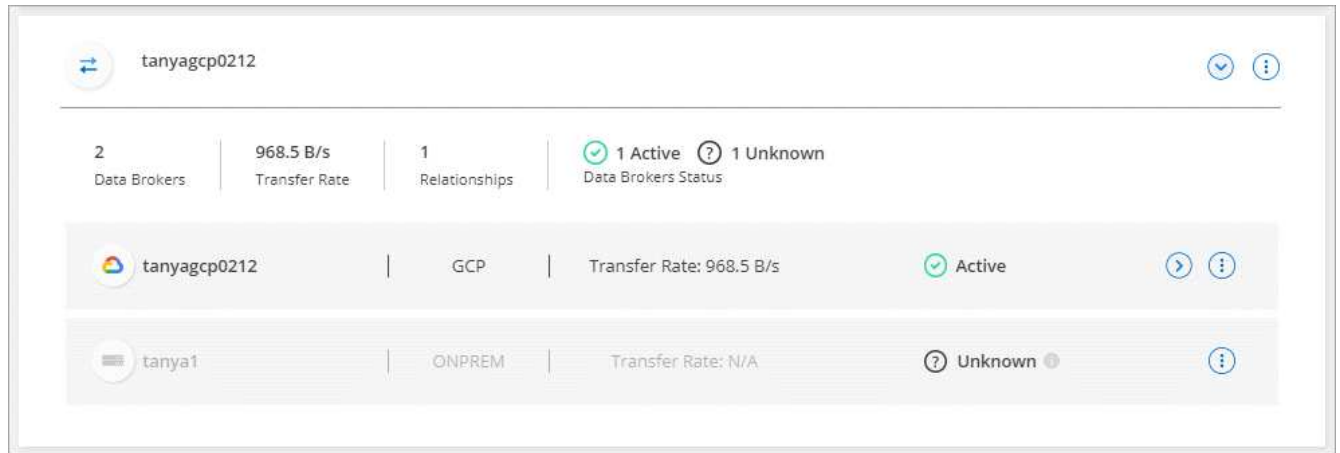 tanyagcp0212
2 968.5 B/s 1 1 Active 1 Unknown
Data Brokers Transfer Rate Relationships Data Brokers Status
tanyagcp0212 GCP Transfer Rate: 968.5 B/s Active
tanya1 ONPREM Transfer Rate: N/A Unknown